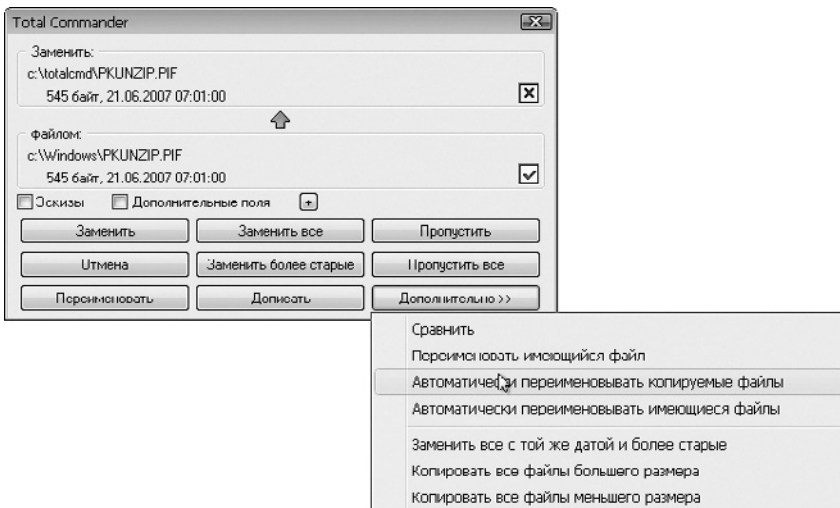 Total Commander
Заменить:
c:\totalcmd\PKUNZIP.PIF
545 байт, 21.06.2007 07:01:00
Файлом:
c:\Windows\PKUNZIP.PIF
545 байт, 21.06.2007 07:01:00
Эскизы Дополнительные поля +
Заменить Заменить все Пропустить
Отмена Заменить более старые Пропустить все
Переименовать Дописать Дополнительно >>
Сравнить
Переименовать имеющийся файл
Автоматически переименовывать копируемые файлы
Автоматически переименовывать имеющиеся файлы
Заменить все с той же датой и более старые
Копировать все файлы большего размера
Копировать все файлы меньшего размера